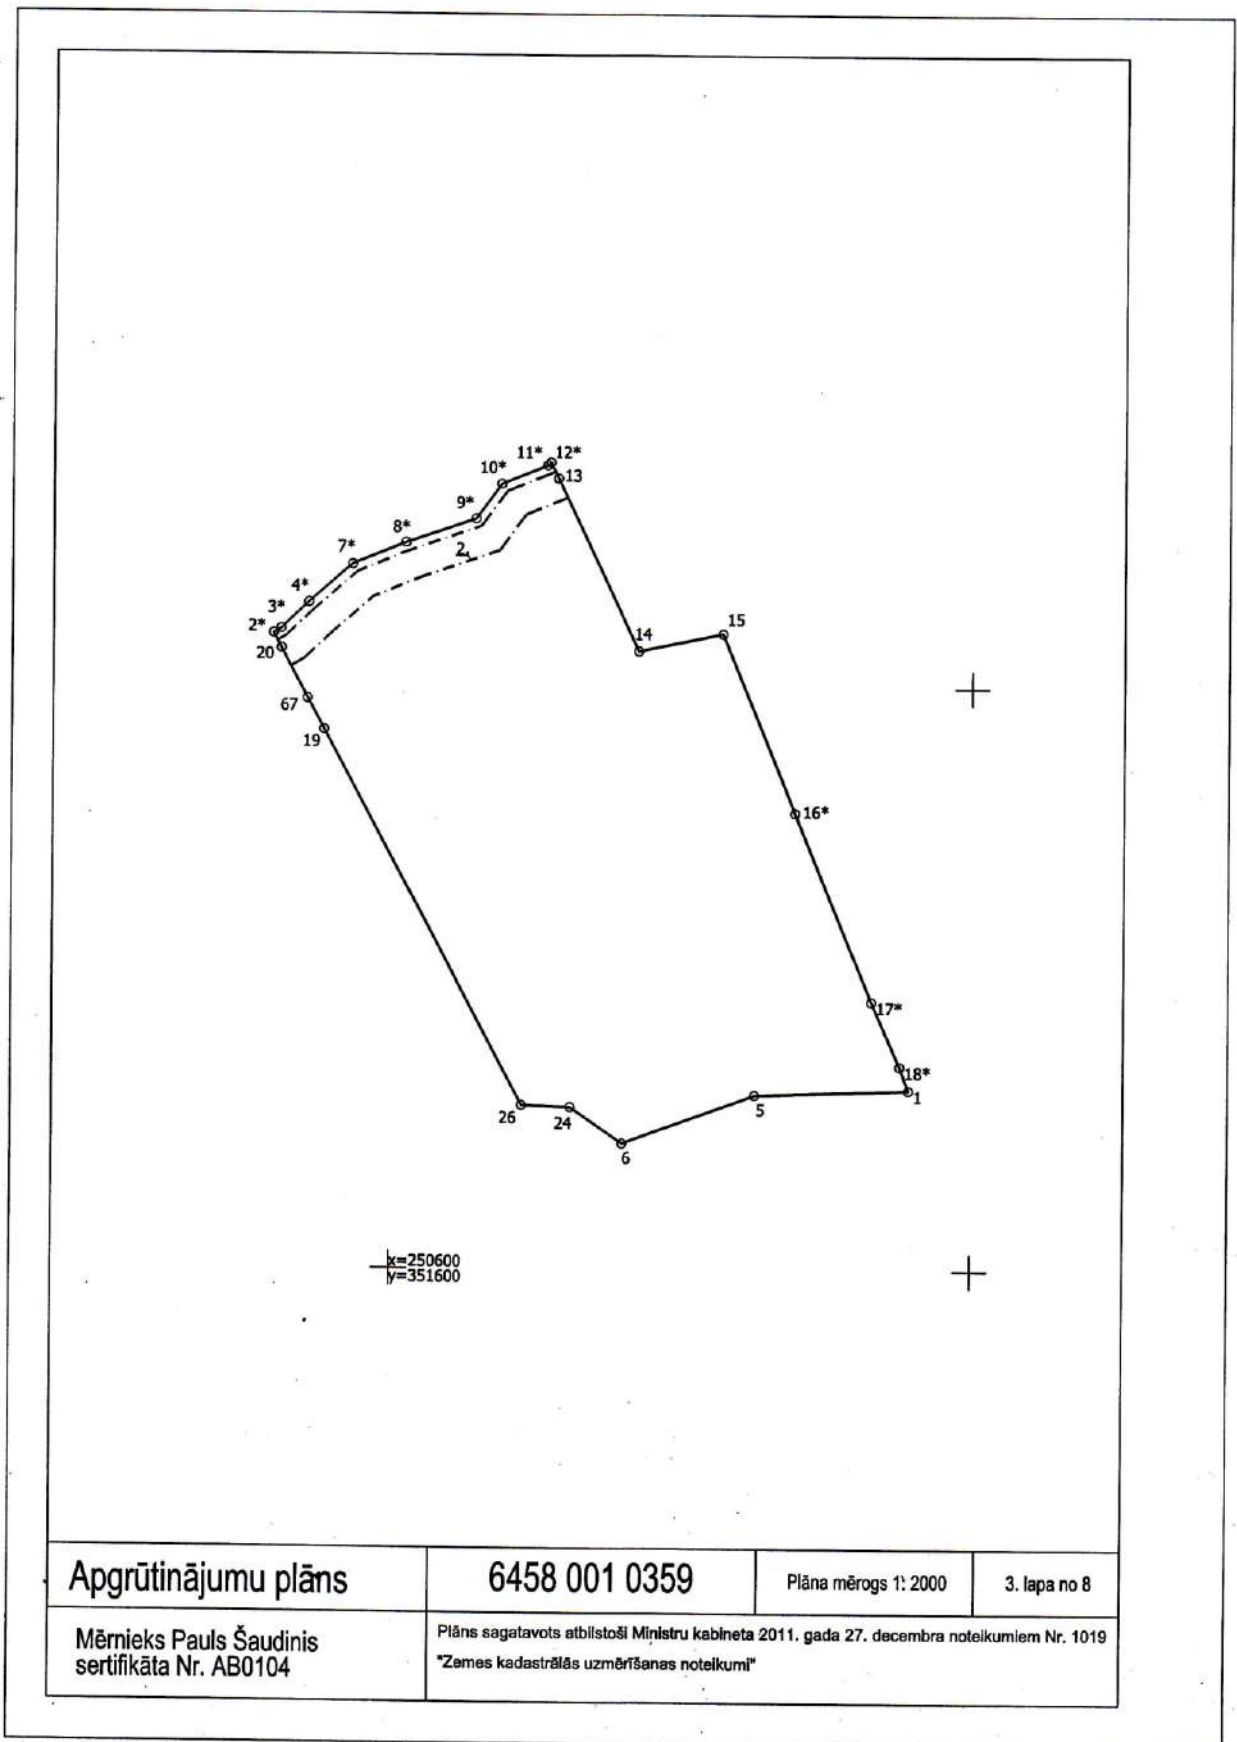 11* 12*
10* 13
9*
8*
2
7*
4*
3*
2*
20
14 15
67
19
16*
17*
18*
1
26 24 5
6
x=250600
y=351600
Apgrūtinājumu plāns
6458 001 0359
Plāna mērogs 1: 2000
3. lapa no 8
Mērnieks Pauls Šaudinis
sertifikāta Nr. AB0104
Plāns sagatavots atbilstoši Ministru kabineta 2011. gada 27. decembra noteikumiem Nr. 1019
"Zemes kadastrālās uzmērīšanas noteikumi"